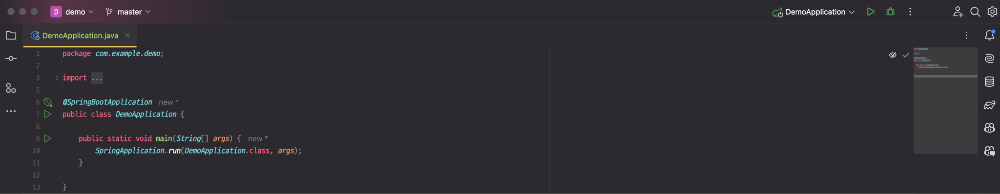 D demo master DemoApplication
DemoApplication.java
1 package com.example.demo;
2
3 import ...
5
6 @SpringBootApplication new *
7 public class DemoApplication {
8
9 public static void main(String[] args) { new *
10 SpringApplication.run(DemoApplication.class, args);
11 }
12
13 }